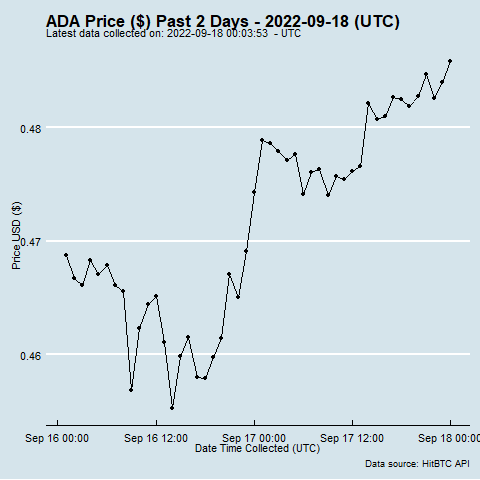 ADA Price ($) Past 2 Days - 2022-09-18 (UTC)
Latest data collected on: 2022-09-18 00:03:53 - UTC
0.48
0.47
0.46
Price USD ($)
Sep 16 00:00 Sep 16 12:00 Sep 17 00:00 Sep 17 12:00 Sep 18 00:00
Date Time Collected (UTC)
Data source: HitBTC API